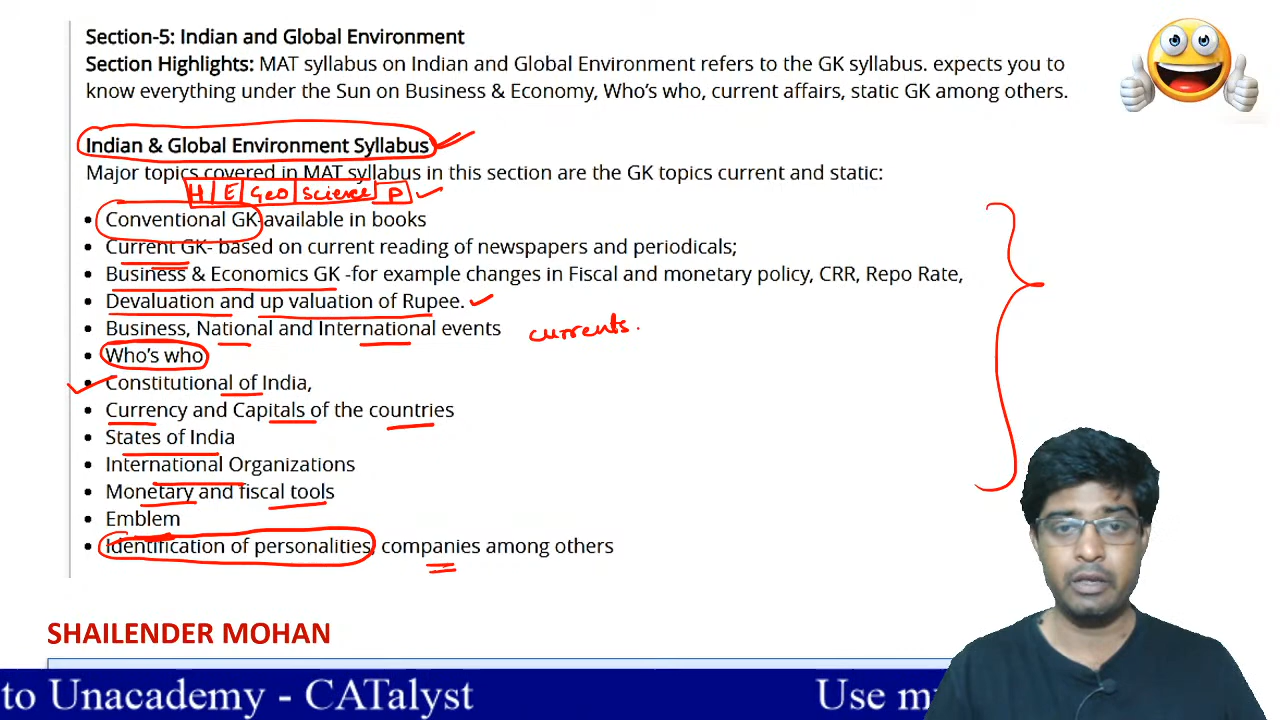 Section-5: Indian and Global Environment
Section Highlights: MAT syllabus on Indian and Global Environment refers to the GK syllabus. expects you to
know everything under the Sun on Business & Economy, Who's who, current affairs, static GK among others.
Indian & Global Environment Syllabus
Major topics covered in MAT syllabus in this section are the GK topics current and static:
H E Geo Science P
• Conventional GK-available in books
• Current GK- based on current reading of newspapers and periodicals;
• Business & Economics GK -for example changes in Fiscal and monetary policy, CRR, Repo Rate,
• Devaluation and up valuation of Rupee.
• Business, National and International events
currents.
• Who's who
• Constitutional of India,
• Currency and Capitals of the countries
• States of India
• International Organizations
• Monetary and fiscal tools
• Emblem
• Identification of personalities, companies among others
SHAILENDER MOHAN
to Unacademy - CATalyst Use my